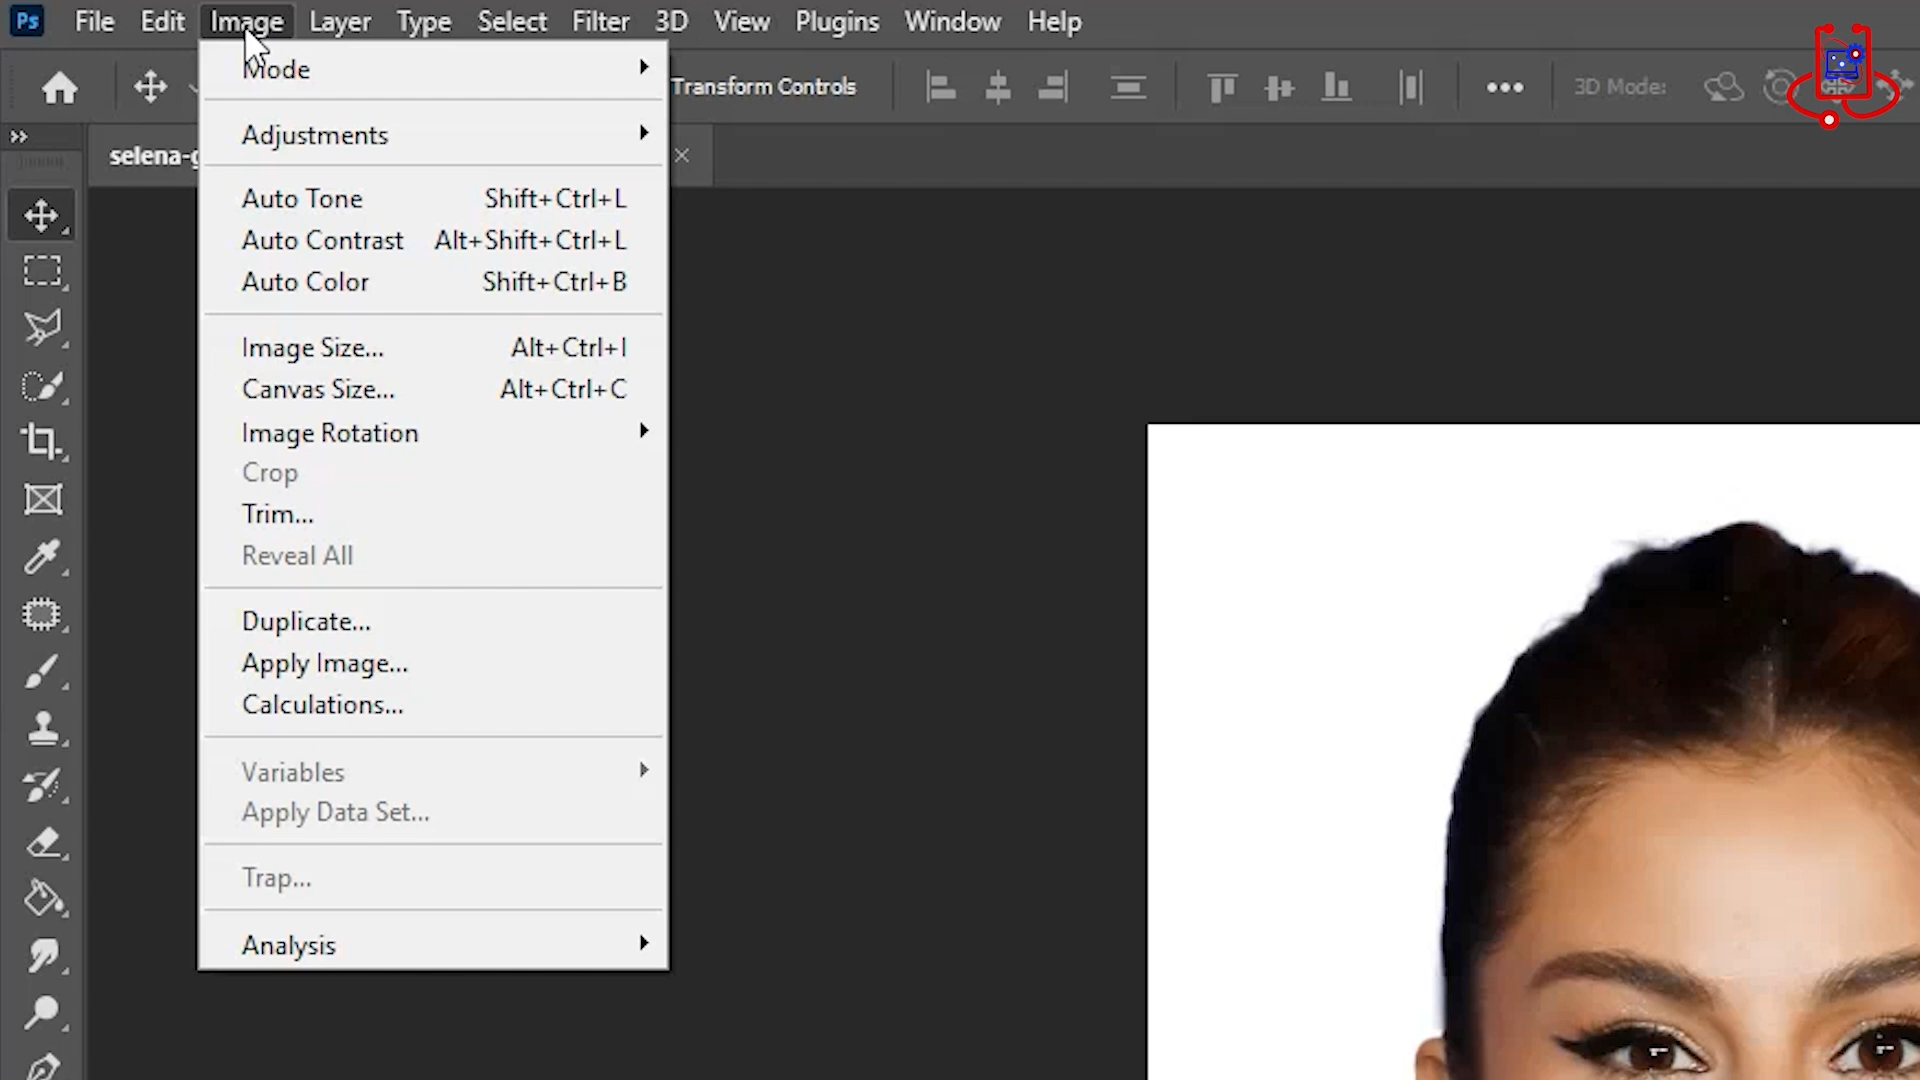 Ps File Edit Image Layer Type Select Filter 3D View Plugins Window Help
Transform Controls 3D Mode:
selena-g
Mode
Adjustments
Auto Tone Shift+Ctrl+L
Auto Contrast Alt+Shift+Ctrl+L
Auto Color Shift+Ctrl+B
Image Size... Alt+Ctrl+I
Canvas Size... Alt+Ctrl+C
Image Rotation
Crop
Trim...
Reveal All
Duplicate...
Apply Image...
Calculations...
Variables
Apply Data Set...
Trap...
Analysis